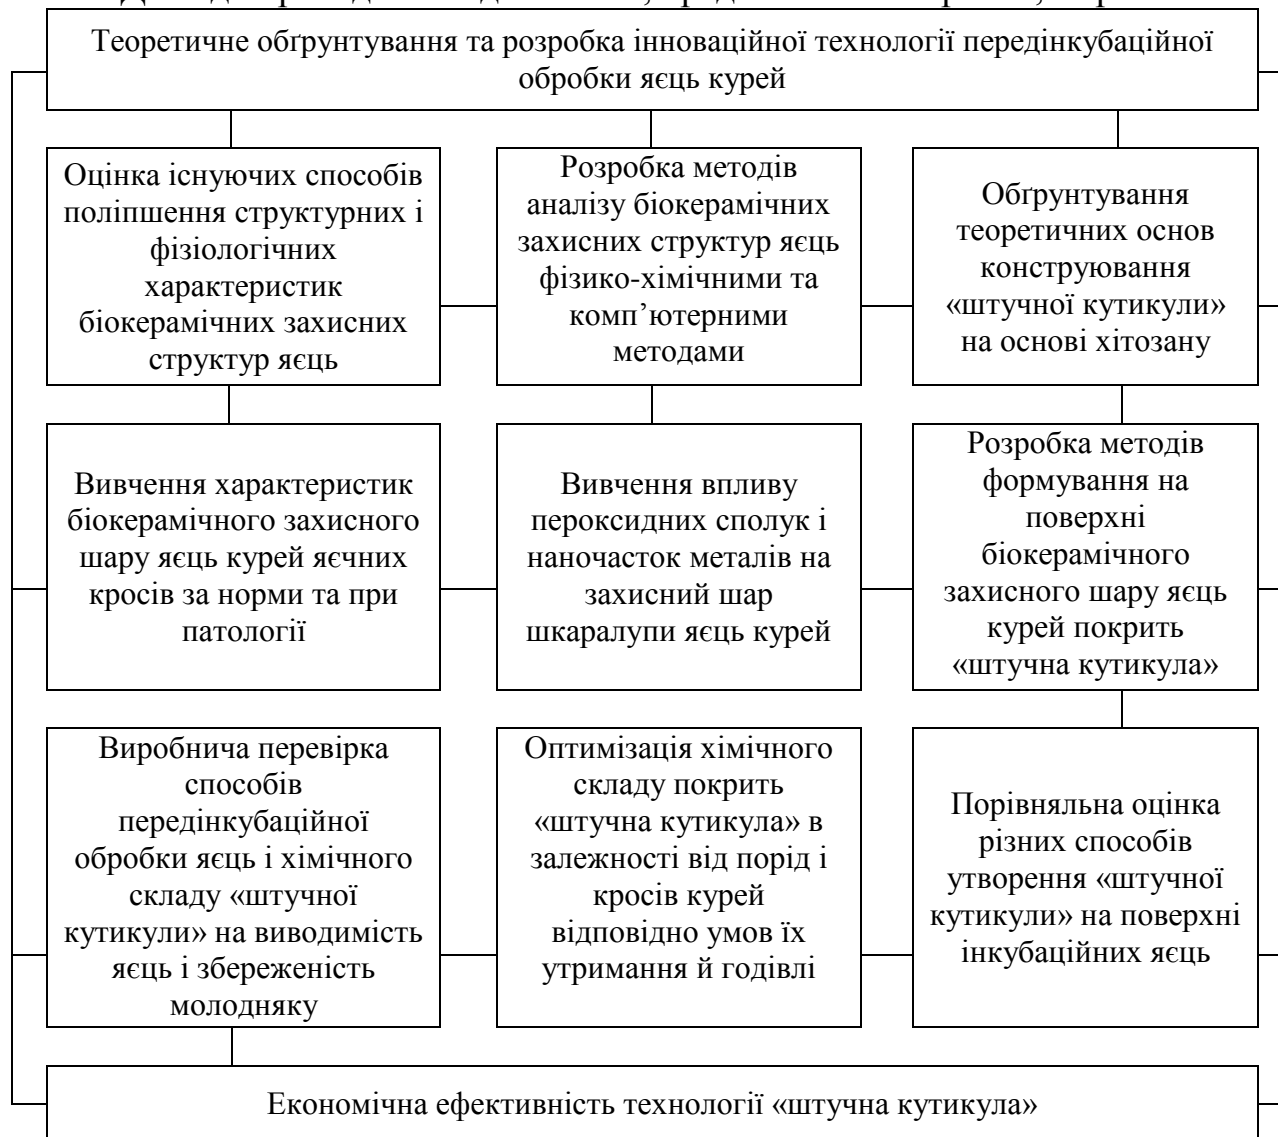 Теоретичне обґрунтування та розробка інноваційної технології передінкубаційної
обробки яєць курей
Оцінка існуючих способів
поліпшення структурних і
фізіологічних
характеристик
біокерамічних захисних
структур яєць
Розробка методів
аналізу біокерамічних
захисних структур яєць
фізико-хімічними та
комп’ютерними
методами
Обґрунтування
теоретичних основ
конструювання
«штучної кутикули»
на основі хітозану
Вивчення характеристик
біокерамічного захисного
шару яєць курей яєчних
кросів за норми та при
патології
Вивчення впливу
пероксидних сполук і
наночасток металів на
захисний шар
шкаралупи яєць курей
Розробка методів
формування на
поверхні
біокерамічного
захисного шару яєць
курей покрить
«штучна кутикула»
Виробнича перевірка
способів
передінкубаційної
обробки яєць і хімічного
складу «штучної
кутикули» на виводимість
яєць і збереженість
молодняку
Оптимізація хімічного
складу покрить
«штучна кутикула» в
залежності від порід і
кросів курей
відповідно умов їх
утримання й годівлі
Порівняльна оцінка
різних способів
утворення «штучної
кутикули» на поверхні
інкубаційних яєць
Економічна ефективність технології «штучна кутикула»